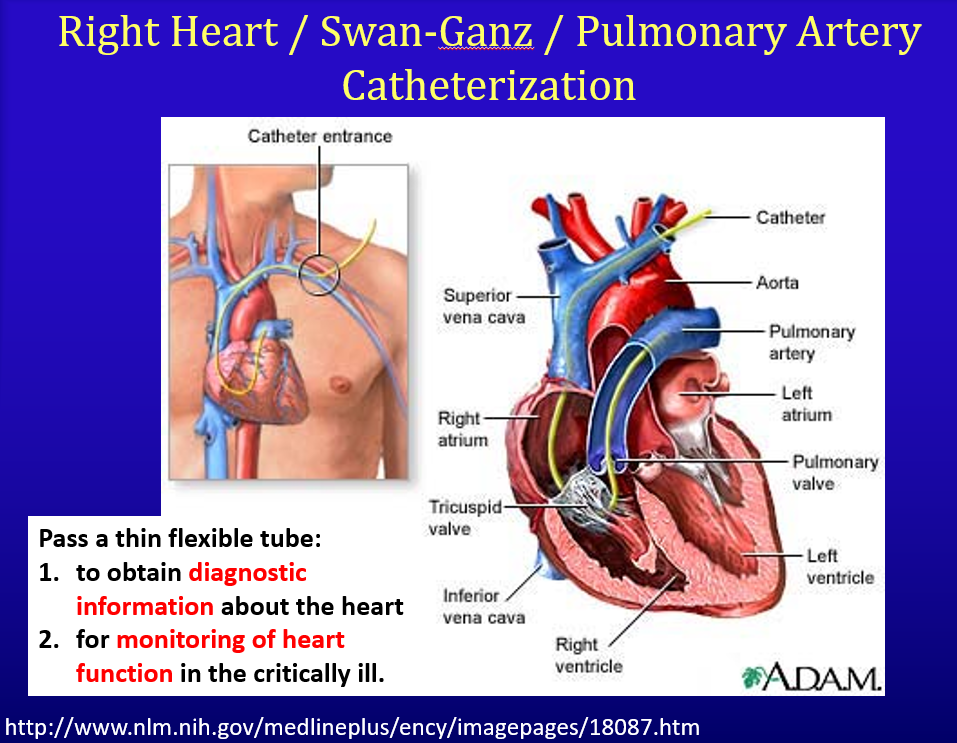 Right Heart / Swan-Ganz / Pulmonary Artery
Catheterization
Catheter entrance
Catheter
Aorta
Superior
vena cava
Pulmonary
artery
Left
atrium
Right
atrium
Pulmonary
valve
Tricuspid
valve
Left
ventricle
Inferior
vena cava
Right
ventricle
Pass a thin flexible tube:
1. to obtain diagnostic
information about the heart
2. for monitoring of heart
function in the critically ill.
A.D.A.M.
http://www.nlm.nih.gov/medlineplus/ency/imagepages/18087.htm